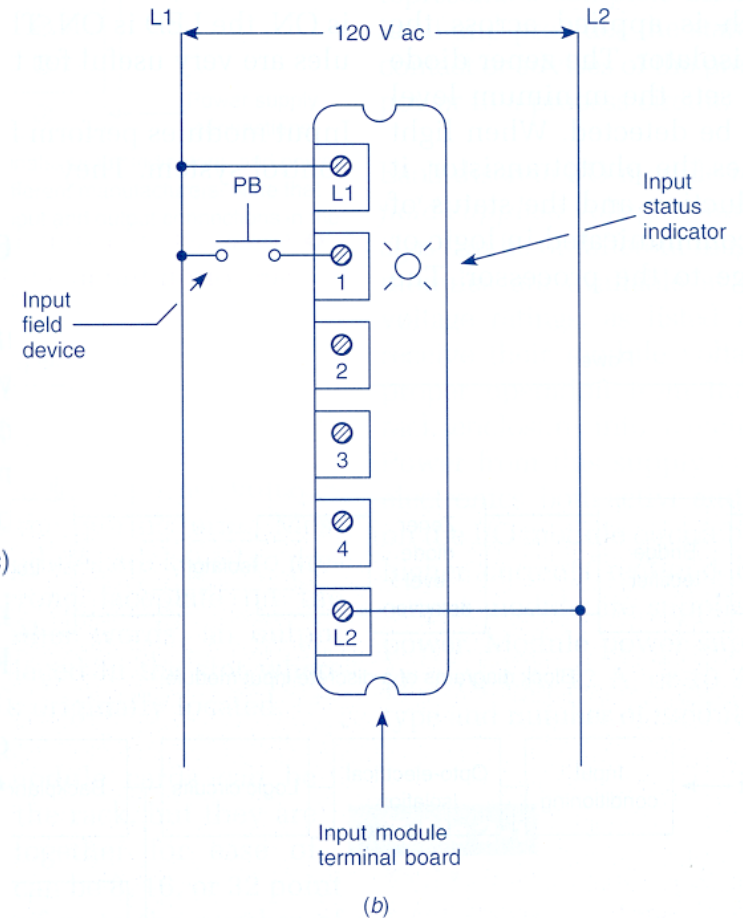 L1
L2
120 V ac
L1
PB
Input
status
indicator
1
Input
field
device
2
3
4
L2
Input module
terminal board
(b)